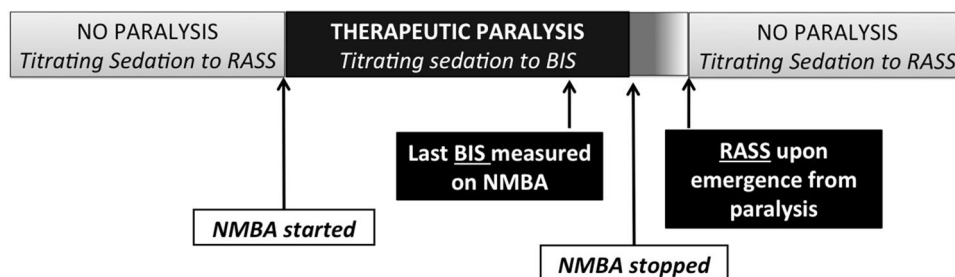 NO PARALYSIS
Titrating Sedation to RASS
THERAPEUTIC PARALYSIS
Titrating sedation to BIS
NO PARALYSIS
Titrating Sedation to RASS
Last BIS measured
on NMBA
RASS upon
emergence from
paralysis
NMBA started
NMBA stopped